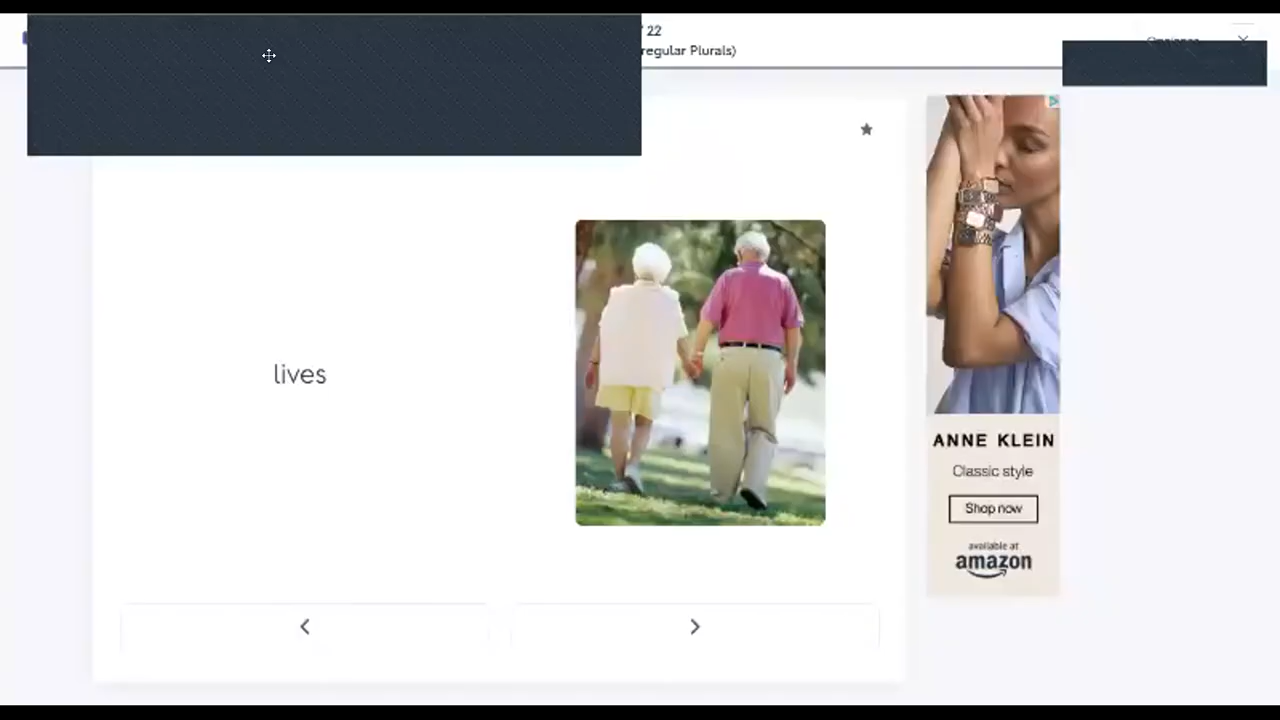 22
regular Plurals)
lives
ANNE KLEIN
Classic style
Shop now
available at
amazon